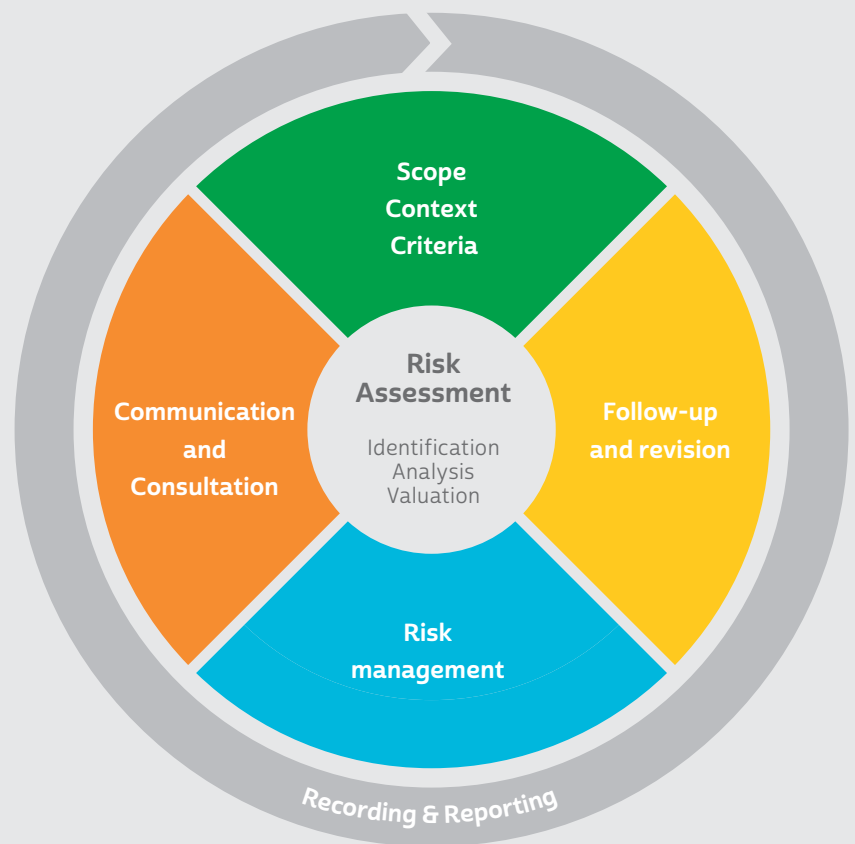 Scope
Context
Criteria
Risk
Assessment
Identification
Analysis
Valuation
Communication
and
Consultation
Follow-up
and revision
Risk
management
Recording & Reporting